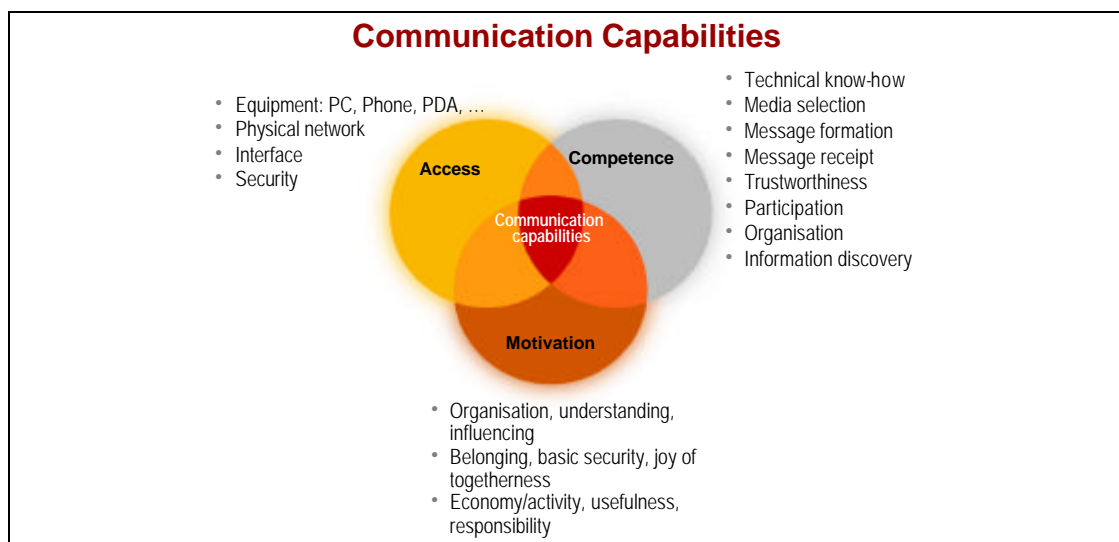 Communication Capabilities
• Equipment: PC, Phone, PDA, …
• Physical network
• Interface
• Security
• Technical know-how
• Media selection
• Message formation
• Message receipt
• Trustworthiness
• Participation
• Organisation
• Information discovery
Access
Competence
Communication
capabilities
Motivation
• Organisation, understanding,
influencing
• Belonging, basic security, joy of
togetherness
• Economy/activity, usefulness,
responsibility